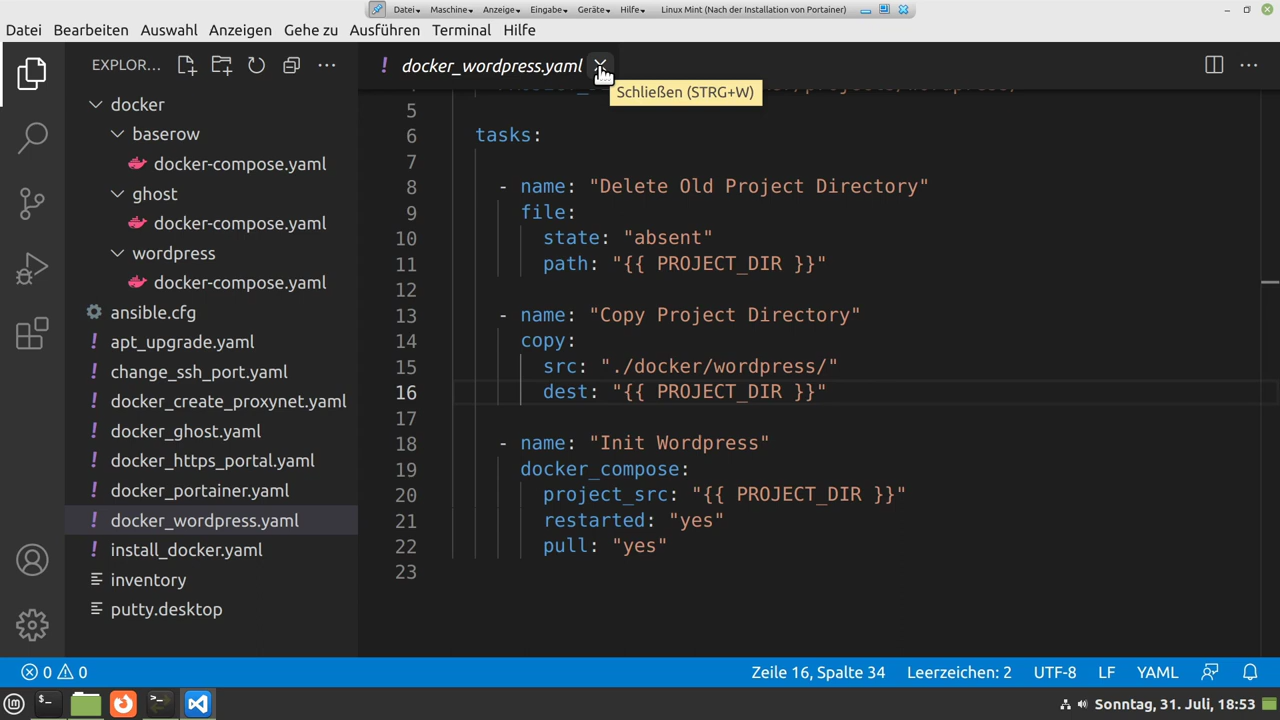 Datei Maschine Anzeige Eingabe Geräte Hilfe Linux Mint (Nach der Installation von Portainer)
Datei Bearbeiten Auswahl Anzeigen Gehe zu Ausführen Terminal Hilfe
EXPLOR...
docker_wordpress.yaml
Schließen (STRG+W)
docker
baserow
docker-compose.yaml
ghost
docker-compose.yaml
wordpress
docker-compose.yaml
ansible.cfg
! apt_upgrade.yaml
! change_ssh_port.yaml
! docker_create_proxynet.yaml
! docker_ghost.yaml
! docker_https_portal.yaml
! docker_portainer.yaml
! docker_wordpress.yaml
! install_docker.yaml
inventory
putty.desktop
5
6 tasks:
7
8 - name: "Delete Old Project Directory"
9 file:
10 state: "absent"
11 path: "{{ PROJECT_DIR }}"
12
13 - name: "Copy Project Directory"
14 copy:
15 src: "./docker/wordpress/"
16 dest: "{{ PROJECT_DIR }}"
17
18 - name: "Init Wordpress"
19 docker_compose:
20 project_src: "{{ PROJECT_DIR }}"
21 restarted: "yes"
22 pull: "yes"
23
0 0 Zeile 16, Spalte 34 Leerzeichen: 2 UTF-8 LF YAML
Sonntag, 31. Juli, 18:53